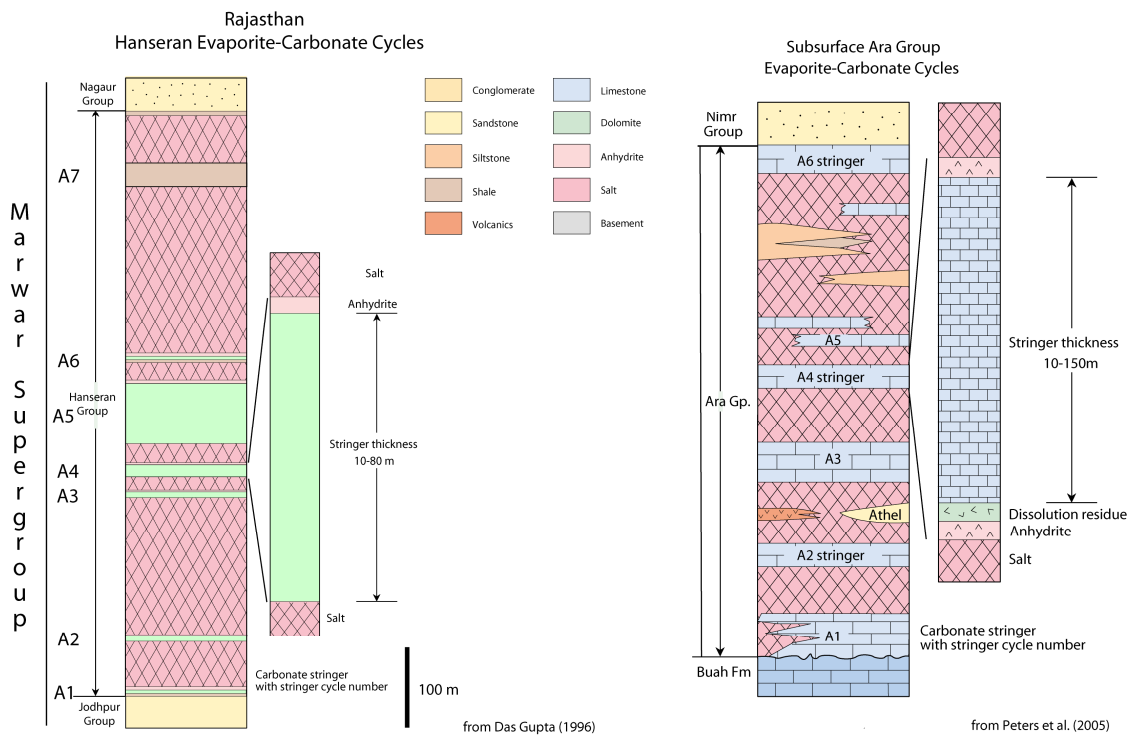 Rajasthan
Hanseran Evaporite-Carbonate Cycles
Nagaur
Group
A7
A6
Hanseran
Group
A5
A4
A3
A2
A1
Jodhpur
Group
Marwar Supergroup
Conglomerate
Sandstone
Siltstone
Shale
Volcanics
Limestone
Dolomite
Anhydrite
Salt
Basement
Salt
Anhydrite
Stringer thickness
10-80 m
Salt
Carbonate stringer
with stringer cycle number
100 m
from Das Gupta (1996)
Subsurface Ara Group
Evaporite-Carbonate Cycles
Nimr
Group
Ara Gp.
Buah Fm
A6 stringer
A5
A4 stringer
A3
Athel
A2 stringer
A1
Stringer thickness
10-150m
Dissolution residue
Anhydrite
Salt
Carbonate stringer
with stringer cycle number
from Peters et al. (2005)